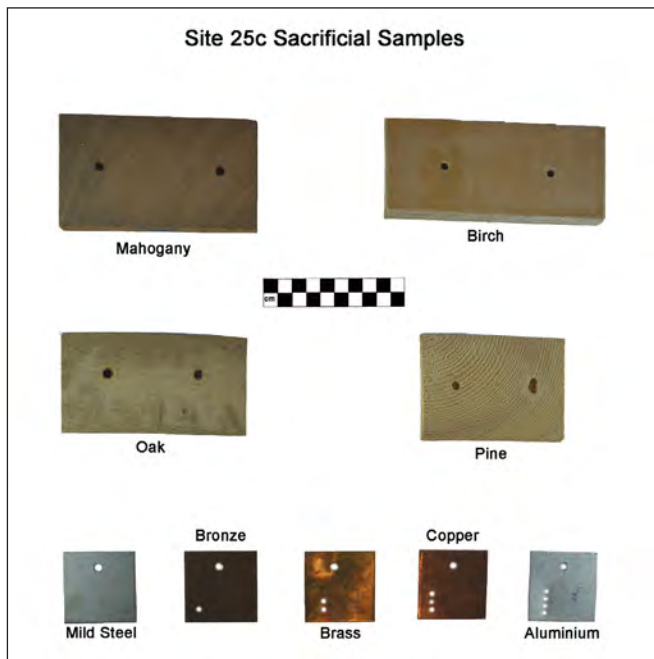 Site 25c Sacrificial Samples
Mahogany
Birch
cm
Oak
Pine
Bronze
Copper
Mild Steel
Brass
Aluminium